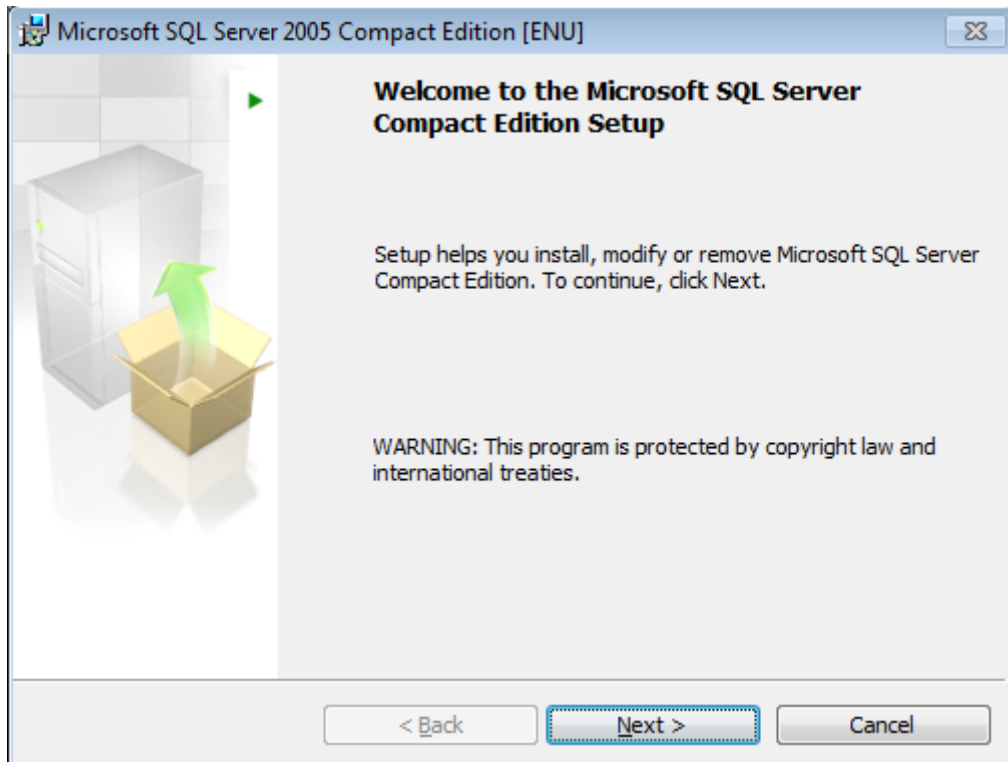 Microsoft SQL Server 2005 Compact Edition [ENU]
Welcome to the Microsoft SQL Server
Compact Edition Setup
Setup helps you install, modify or remove Microsoft SQL Server
Compact Edition. To continue, click Next.
WARNING: This program is protected by copyright law and
international treaties.
< Back Next > Cancel